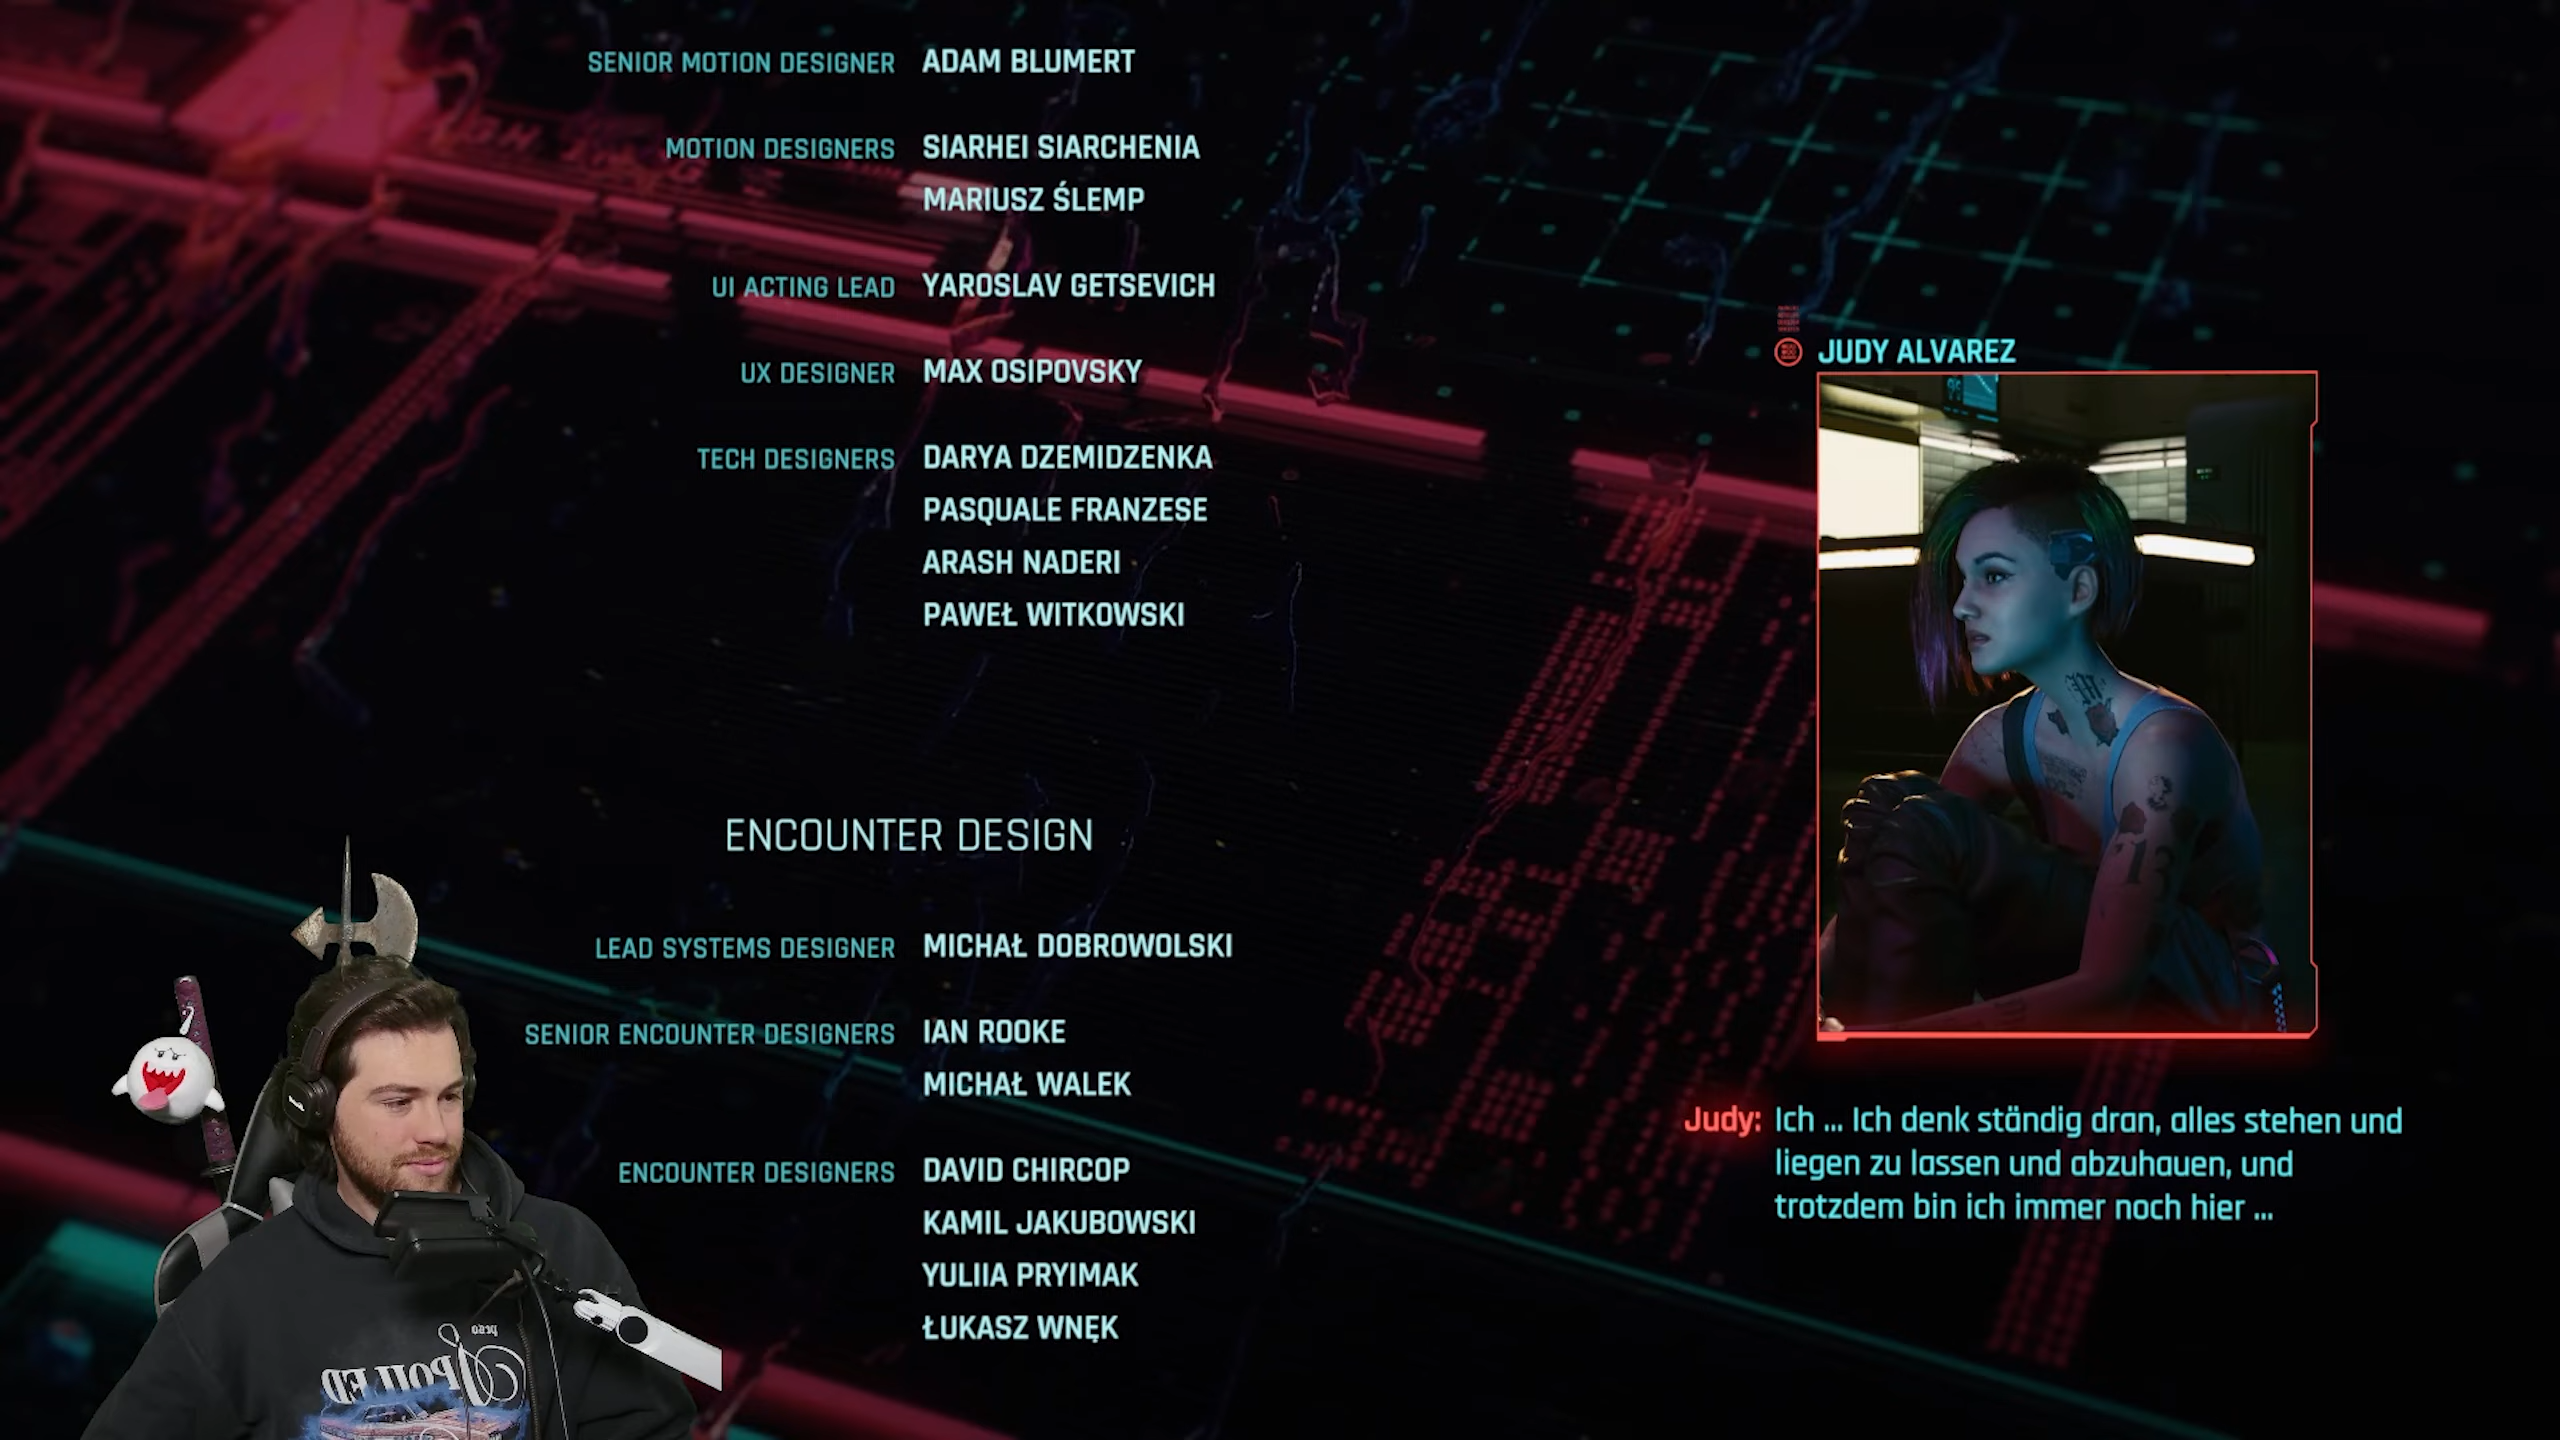 SENIOR MOTION DESIGNER ADAM BLUMERT
MOTION DESIGNERS SIARHEI SIARCHENIA
MARIUSZ ŚLEMP
UI ACTING LEAD YAROSLAV GETSEVICH
UX DESIGNER MAX OSIPOVSKY
TECH DESIGNERS DARYA DZEMIDZENKA
PASQUALE FRANZESE
ARASH NADERI
PAWEŁ WITKOWSKI
ENCOUNTER DESIGN
LEAD SYSTEMS DESIGNER MICHAŁ DOBROWOLSKI
SENIOR ENCOUNTER DESIGNERS IAN ROOKE
MICHAŁ WALEK
ENCOUNTER DESIGNERS DAVID CHIRCOP
KAMIL JAKUBOWSKI
YULIIA PRYIMAK
ŁUKASZ WNĘK
JUDY ALVAREZ
13
Judy: Ich ... Ich denk ständig dran, alles stehen und
liegen zu lassen und abzuhauen, und
trotzdem bin ich immer noch hier ...
peso
SPOILED